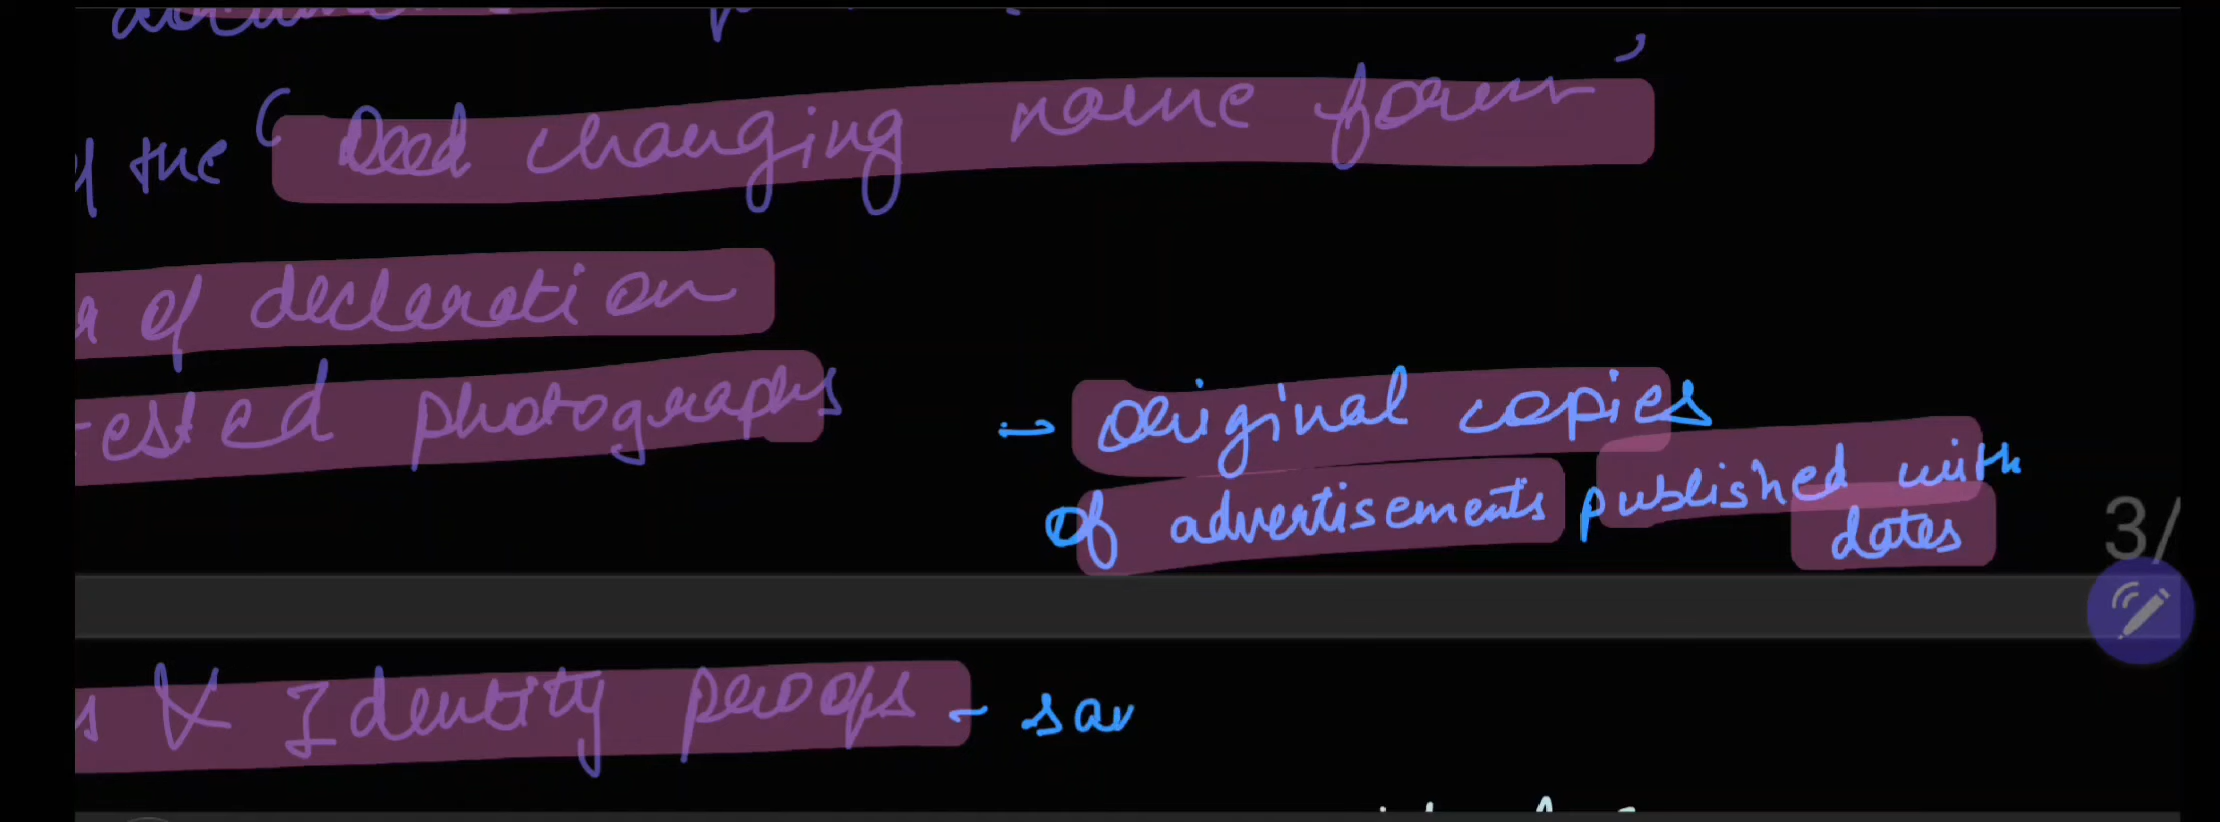 the ‘Deed changing name form’
of declaration
ested photographs
→ original copies
of advertisements published with
dates
3/
& Identity proofs - sav